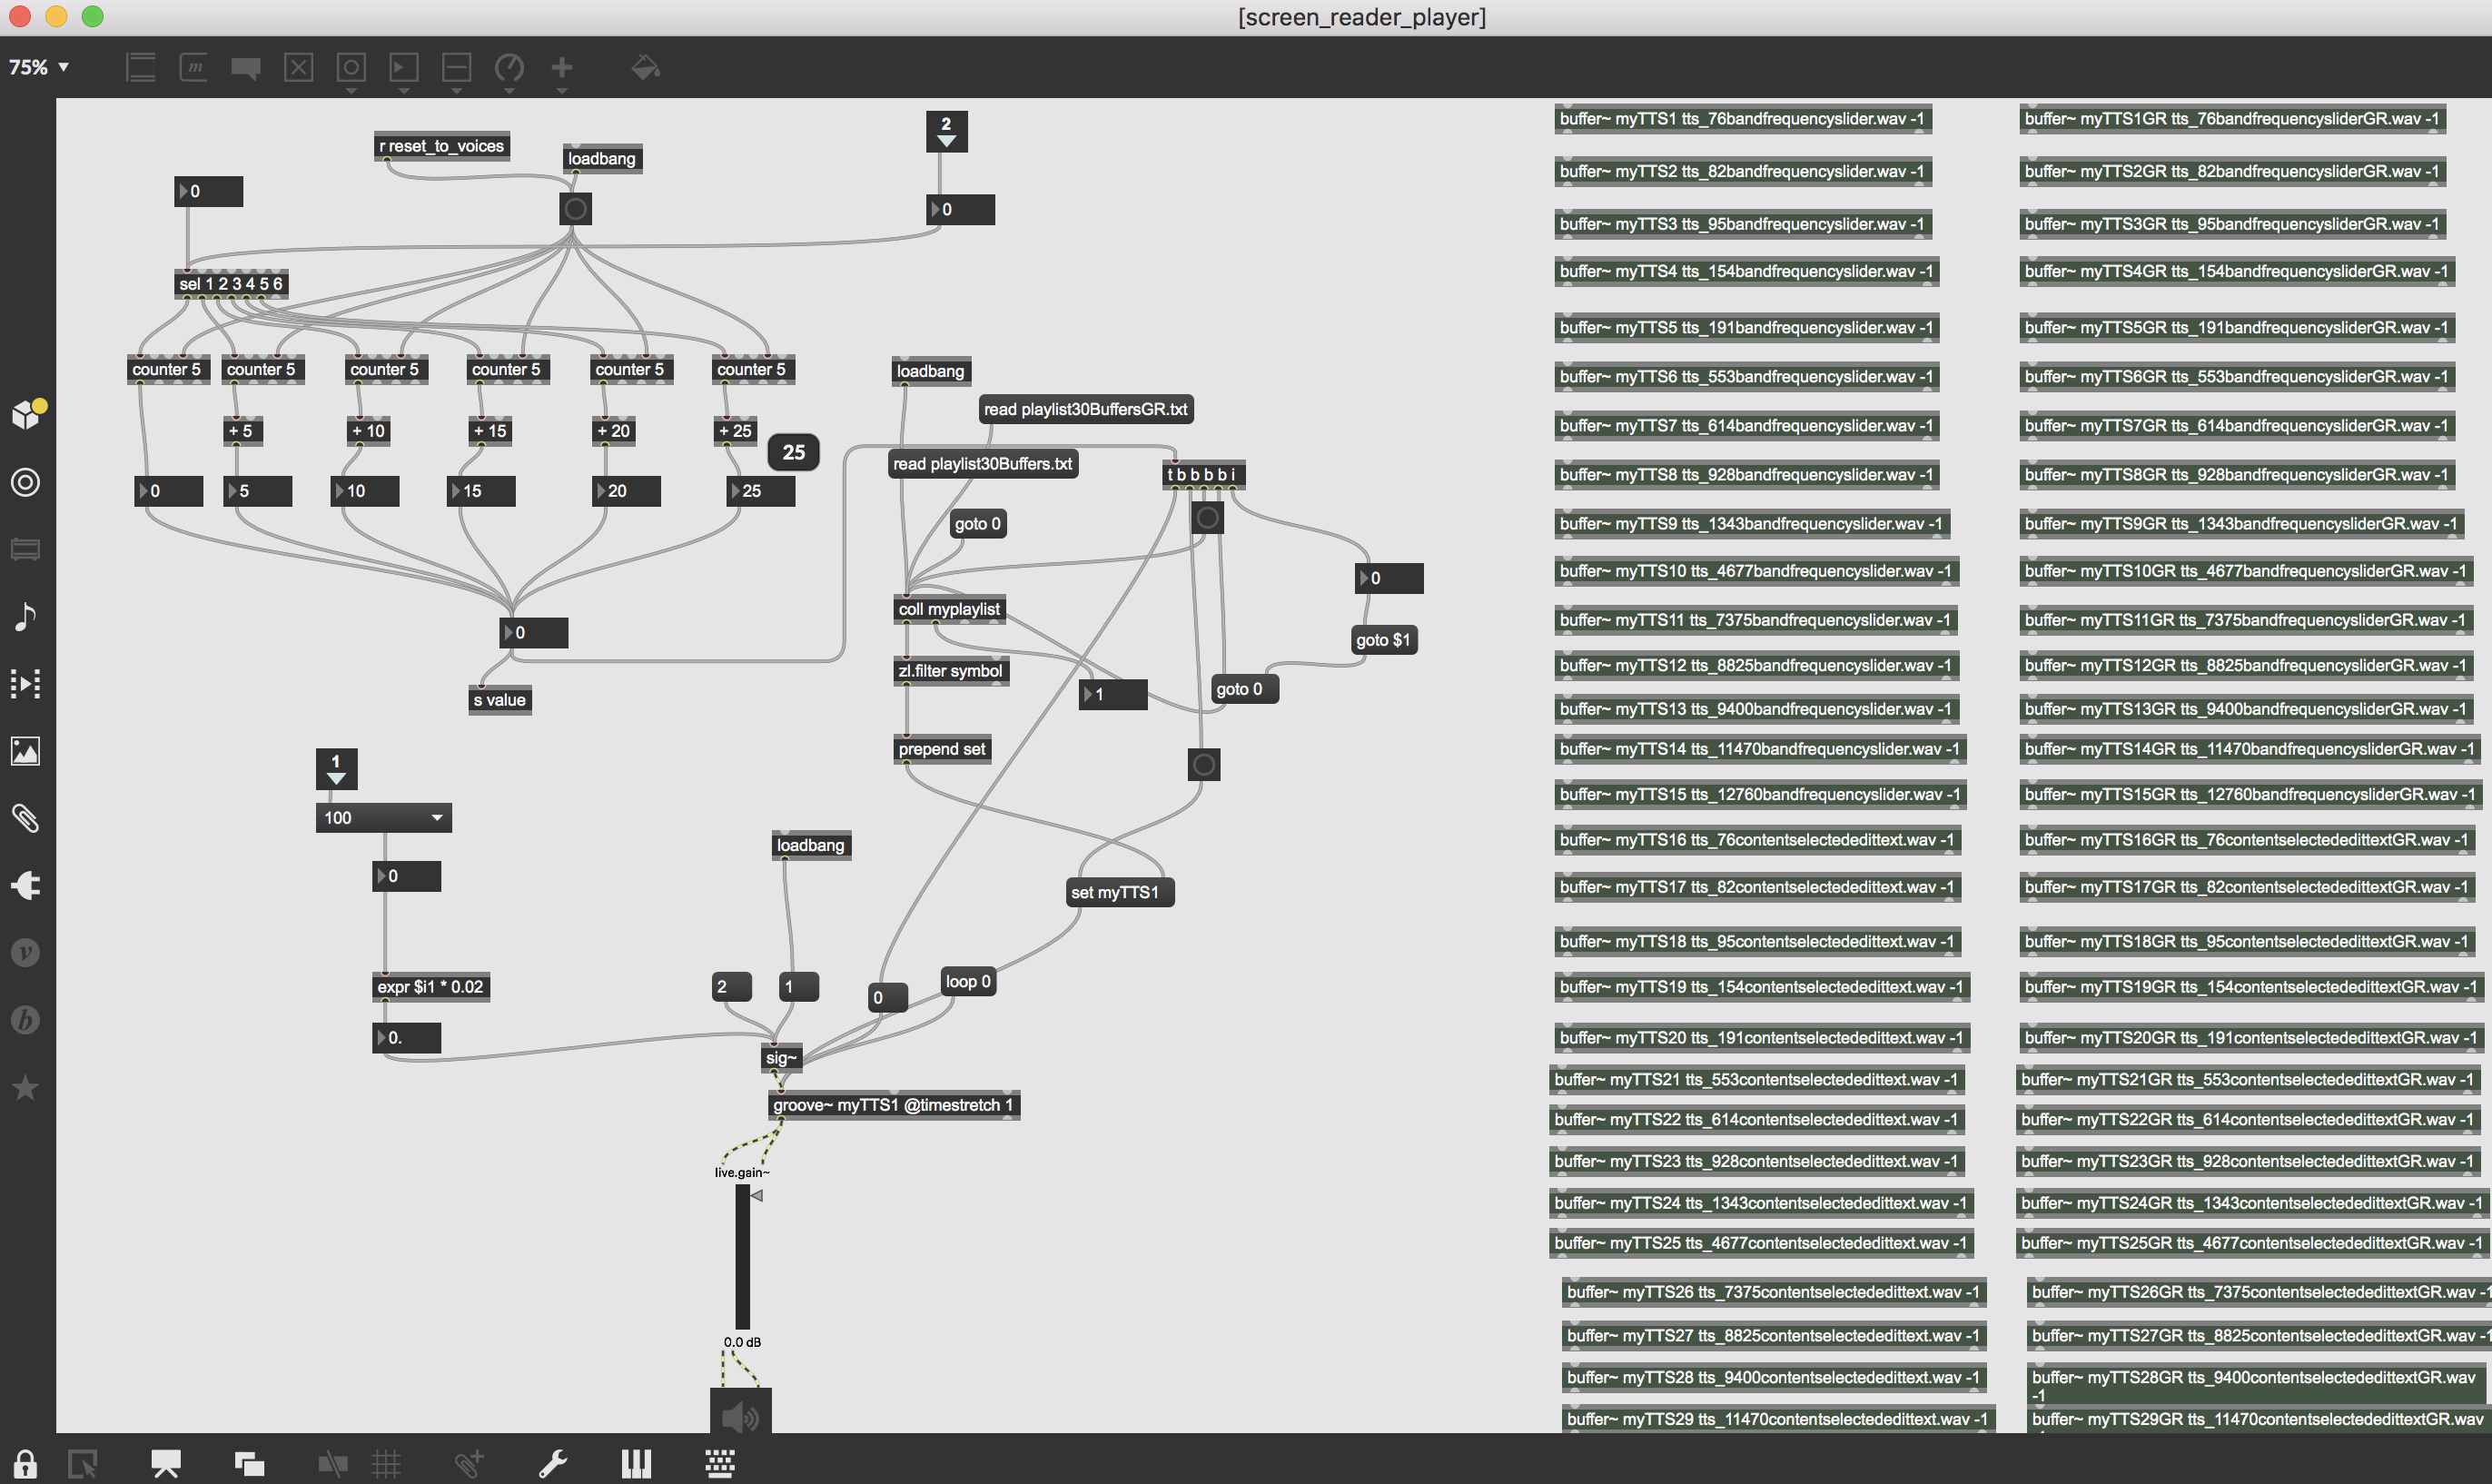 [screen_reader_player]
75%
r reset_to_voices
loadbang
2
0
0
sel 1 2 3 4 5 6
counter 5
counter 5
counter 5
counter 5
counter 5
counter 5
+ 5
+ 10
+ 15
+ 20
+ 25
25
0
5
10
15
20
25
0
s value
loadbang
read playlist30BuffersGR.txt
read playlist30Buffers.txt
t b b b b i
goto 0
0
coll myplaylist
goto $1
zl.filter symbol
1
goto 0
prepend set
1
100
0
loadbang
set myTTS1
expr $i1 * 0.02
2
1
0
loop 0
0.
sig~
groove~ myTTS1 @timestretch 1
live.gain~
0.0 dB
buffer~ myTTS1 tts_76bandfrequencyslider.wav -1
buffer~ myTTS2 tts_82bandfrequencyslider.wav -1
buffer~ myTTS3 tts_95bandfrequencyslider.wav -1
buffer~ myTTS4 tts_154bandfrequencyslider.wav -1
buffer~ myTTS5 tts_191bandfrequencyslider.wav -1
buffer~ myTTS6 tts_553bandfrequencyslider.wav -1
buffer~ myTTS7 tts_614bandfrequencyslider.wav -1
buffer~ myTTS8 tts_928bandfrequencyslider.wav -1
buffer~ myTTS9 tts_1343bandfrequencyslider.wav -1
buffer~ myTTS10 tts_4677bandfrequencyslider.wav -1
buffer~ myTTS11 tts_7375bandfrequencyslider.wav -1
buffer~ myTTS12 tts_8825bandfrequencyslider.wav -1
buffer~ myTTS13 tts_9400bandfrequencyslider.wav -1
buffer~ myTTS14 tts_11470bandfrequencyslider.wav -1
buffer~ myTTS15 tts_12760bandfrequencyslider.wav -1
buffer~ myTTS16 tts_76contentselectededittext.wav -1
buffer~ myTTS17 tts_82contentselectededittext.wav -1
buffer~ myTTS18 tts_95contentselectededittext.wav -1
buffer~ myTTS19 tts_154contentselectededittext.wav -1
buffer~ myTTS20 tts_191contentselectededittext.wav -1
buffer~ myTTS21 tts_553contentselectededittext.wav -1
buffer~ myTTS22 tts_614contentselectededittext.wav -1
buffer~ myTTS23 tts_928contentselectededittext.wav -1
buffer~ myTTS24 tts_1343contentselectededittext.wav -1
buffer~ myTTS25 tts_4677contentselectededittext.wav -1
buffer~ myTTS26 tts_7375contentselectededittext.wav -1
buffer~ myTTS27 tts_8825contentselectededittext.wav -1
buffer~ myTTS28 tts_9400contentselectededittext.wav -1
buffer~ myTTS29 tts_11470contentselectededittext.wav -1
buffer~ myTTS1GR tts_76bandfrequencysliderGR.wav -1
buffer~ myTTS2GR tts_82bandfrequencysliderGR.wav -1
buffer~ myTTS3GR tts_95bandfrequencysliderGR.wav -1
buffer~ myTTS4GR tts_154bandfrequencysliderGR.wav -1
buffer~ myTTS5GR tts_191bandfrequencysliderGR.wav -1
buffer~ myTTS6GR tts_553bandfrequencysliderGR.wav -1
buffer~ myTTS7GR tts_614bandfrequencysliderGR.wav -1
buffer~ myTTS8GR tts_928bandfrequencysliderGR.wav -1
buffer~ myTTS9GR tts_1343bandfrequencysliderGR.wav -1
buffer~ myTTS10GR tts_4677bandfrequencysliderGR.wav -1
buffer~ myTTS11GR tts_7375bandfrequencysliderGR.wav -1
buffer~ myTTS12GR tts_8825bandfrequencysliderGR.wav -1
buffer~ myTTS13GR tts_9400bandfrequencysliderGR.wav -1
buffer~ myTTS14GR tts_11470bandfrequencysliderGR.wav -1
buffer~ myTTS15GR tts_12760bandfrequencysliderGR.wav -1
buffer~ myTTS16GR tts_76contentselectededittextGR.wav -1
buffer~ myTTS17GR tts_82contentselectededittextGR.wav -1
buffer~ myTTS18GR tts_95contentselectededittextGR.wav -1
buffer~ myTTS19GR tts_154contentselectededittextGR.wav -1
buffer~ myTTS20GR tts_191contentselectededittextGR.wav -1
buffer~ myTTS21GR tts_553contentselectededittextGR.wav -1
buffer~ myTTS22GR tts_614contentselectededittextGR.wav -1
buffer~ myTTS23GR tts_928contentselectededittextGR.wav -1
buffer~ myTTS24GR tts_1343contentselectededittextGR.wav -1
buffer~ myTTS25GR tts_4677contentselectededittextGR.wav -1
buffer~ myTTS26GR tts_7375contentselectededittextGR.wav -1
buffer~ myTTS27GR tts_8825contentselectededittextGR.wav -1
buffer~ myTTS28GR tts_9400contentselectededittextGR.wav
-1
buffer~ myTTS29GR tts_11470contentselectededittextGR.wav